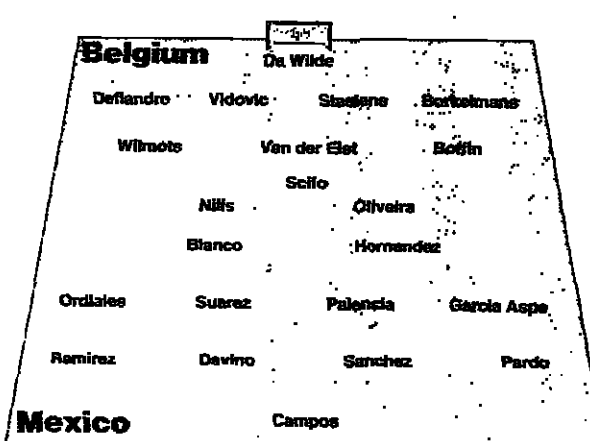 Belgium
Da Wilde
Deflandre Vidovic Staelens Borkelmans
Wilmots Van der Elst Boffin
Scifo
Nilis Oliveira
Blanco Hernandez
Ordiales Suarez Palencia Garcia Aspe
Ramirez Davino Sanchez Pardo
Mexico Campos